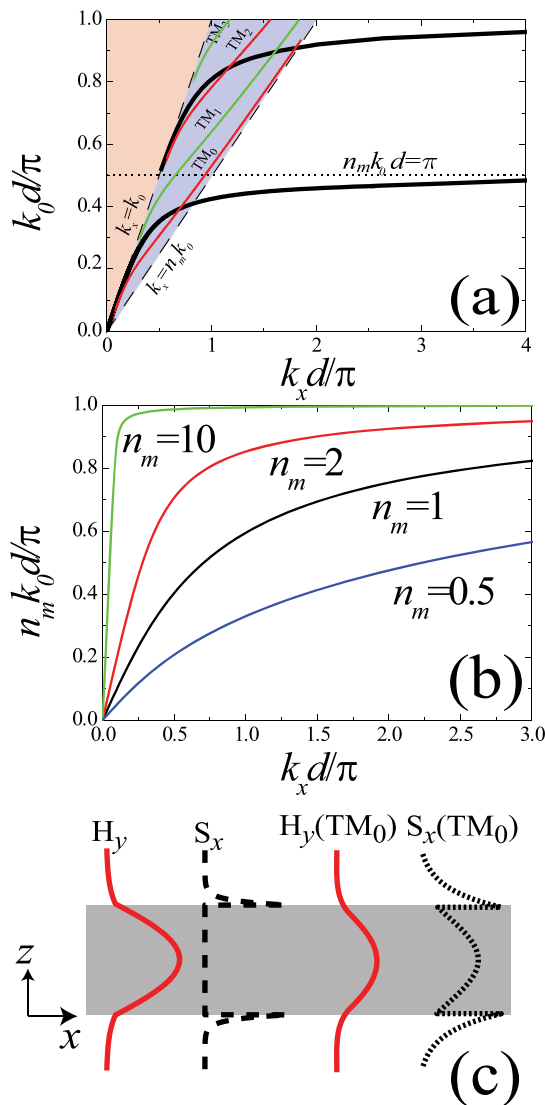 1.0
0.8
0.6
0.4
0.2
0.0
k₀d/π
TM₃
TM₂
TM₁
TM₀
nₘk₀d=π
kₓ=k₀
kₓ=nₘk₀
(a)
0 1 2 3 4
kₓd/π
1.0
0.8
0.6
0.4
0.2
0.0
nₘk₀d/π
nₘ=10
nₘ=2
nₘ=1
nₘ=0.5
(b)
0.0 0.5 1.0 1.5 2.0 2.5 3.0
kₓd/π
Hy Sₓ Hy(TM₀) Sₓ(TM₀)
z
x
(c)